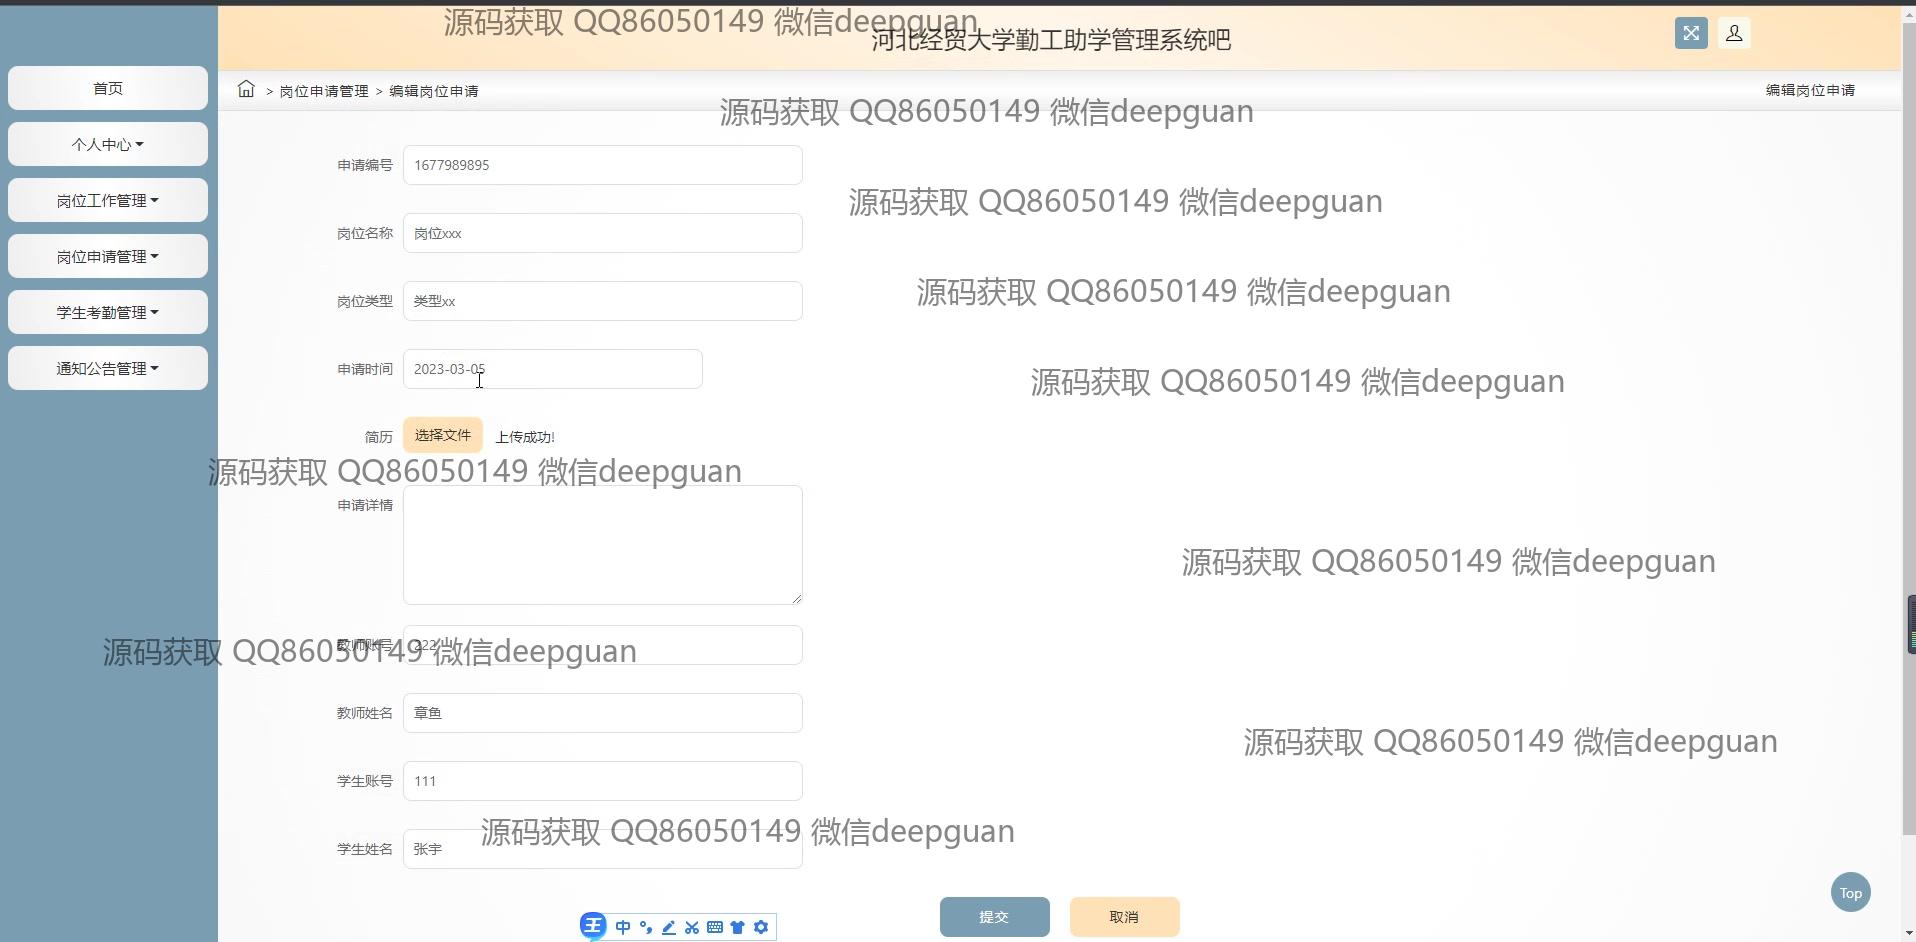 源码获取 QQ86050149 微信deepguan
河北经贸大学勤工助学管理系统吧
首页
> 岗位申请管理 > 编辑岗位申请
编辑岗位申请
源码获取 QQ86050149 微信deepguan
个人中心
申请编号 1677989895
岗位工作管理
源码获取 QQ86050149 微信deepguan
岗位名称 岗位xxx
岗位申请管理
源码获取 QQ86050149 微信deepguan
岗位类型 类型xx
学生考勤管理
通知公告管理
申请时间 2023-03-05
源码获取 QQ86050149 微信deepguan
简历 选择文件 上传成功!
源码获取 QQ86050149 微信deepguan
申请详情
源码获取 QQ86050149 微信deepguan
教师账号 222
源码获取 QQ86050149 微信deepguan
教师姓名 章鱼
源码获取 QQ86050149 微信deepguan
学生账号 111
源码获取 QQ86050149 微信deepguan
学生姓名 张宇
Top
提交
取消
王 中